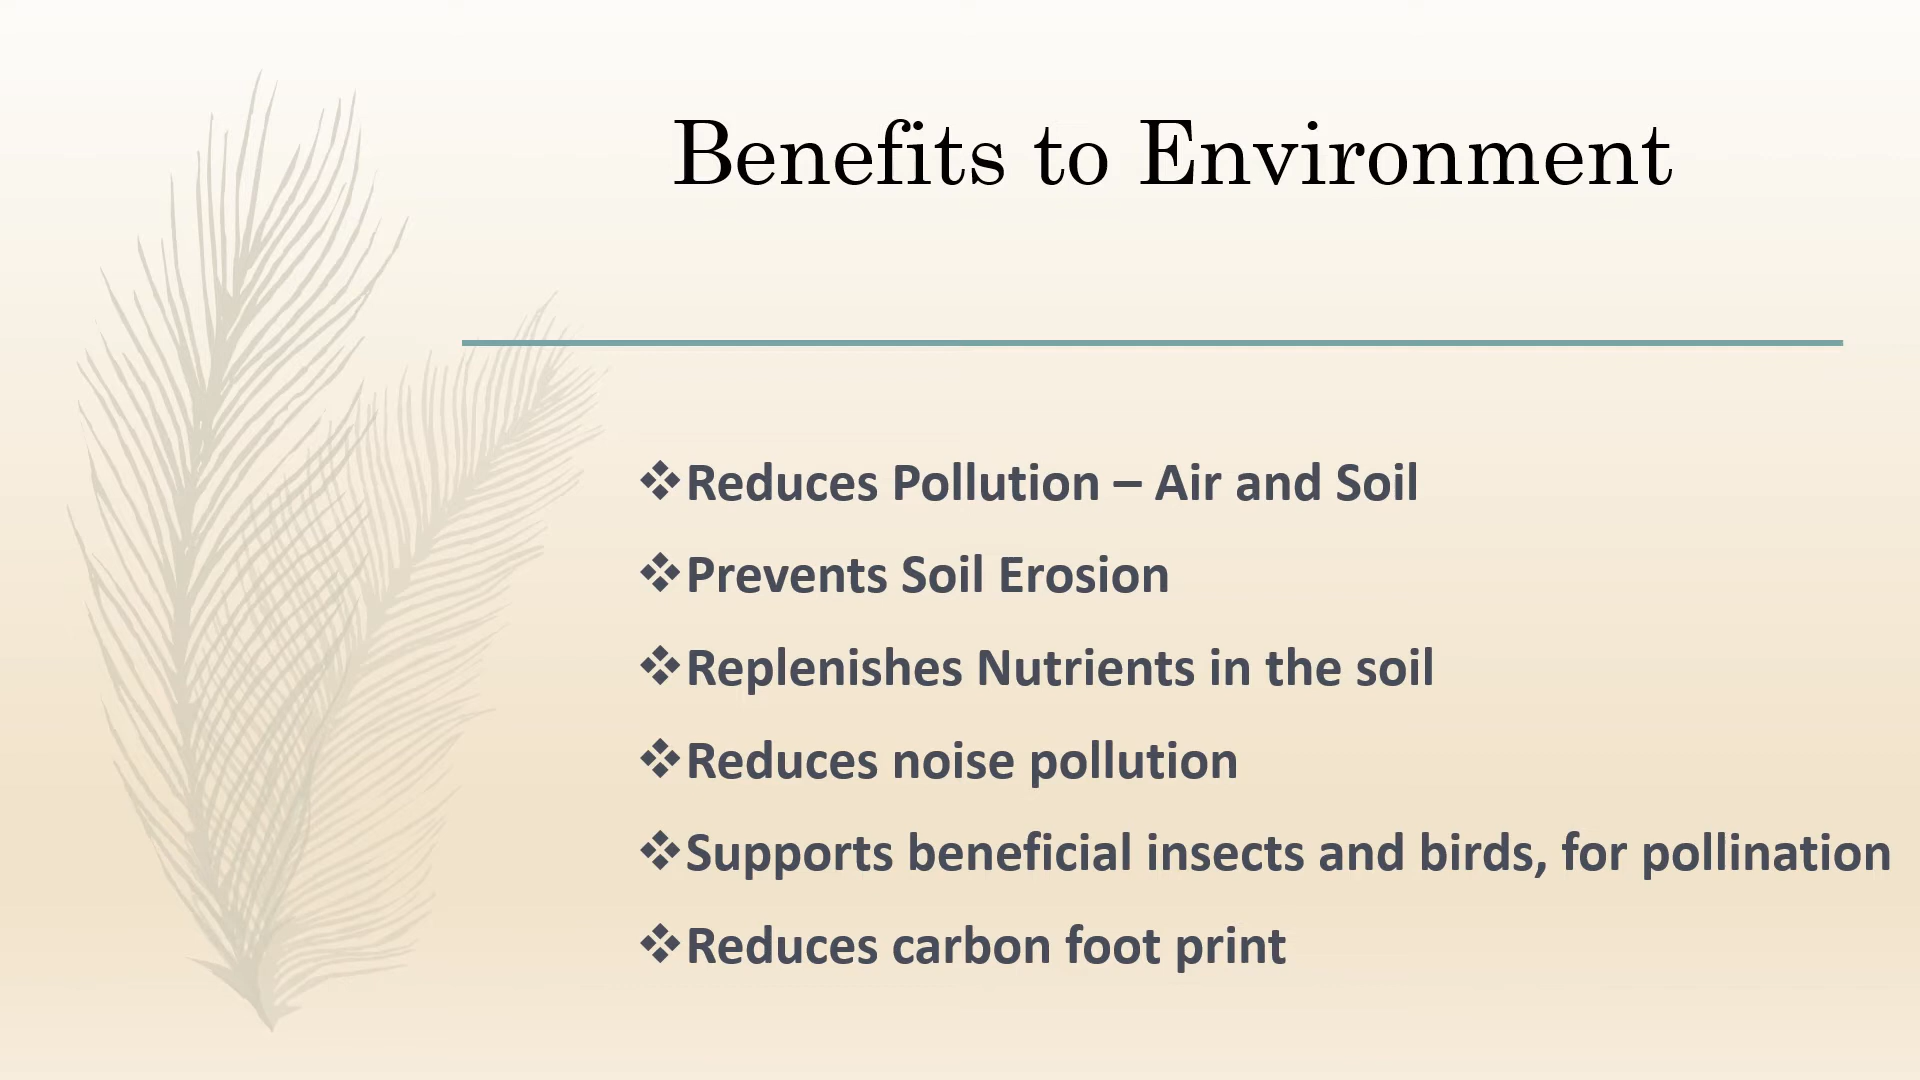 Benefits to Environment
❖Reduces Pollution – Air and Soil
❖Prevents Soil Erosion
❖Replenishes Nutrients in the soil
❖Reduces noise pollution
❖Supports beneficial insects and birds, for pollination
❖Reduces carbon foot print